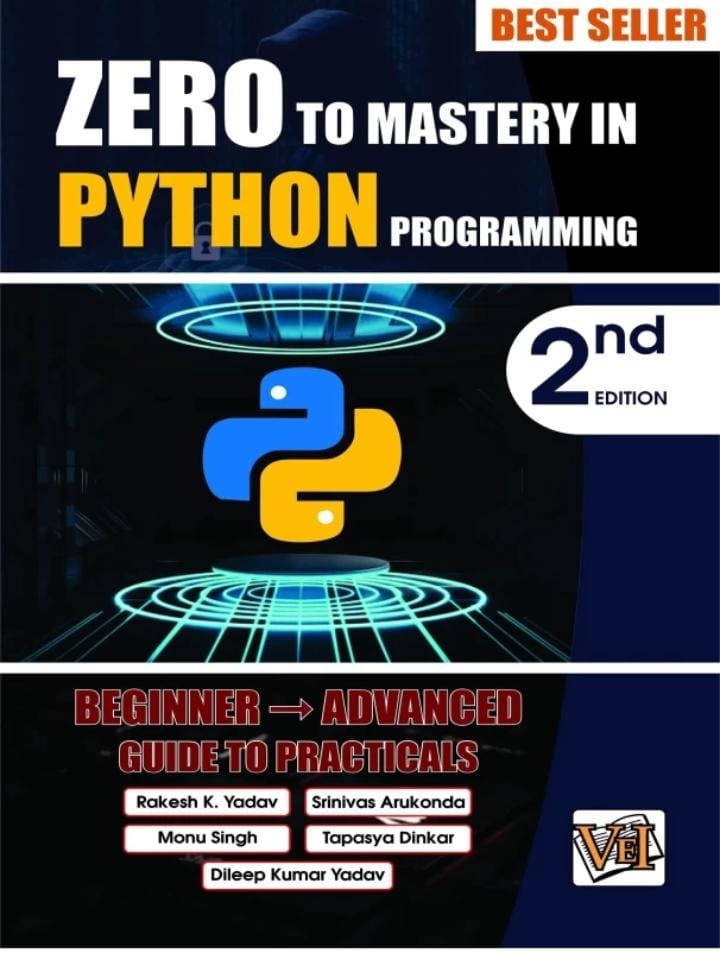 BEST SELLER
ZERO TO MASTERY IN
PYTHON PROGRAMMING
2nd
EDITION
BEGINNER → ADVANCED
GUIDE TO PRACTICALS
Rakesh K. Yadav
Srinivas Arukonda
Monu Singh
Tapasya Dinkar
Dileep Kumar Yadav
VEI